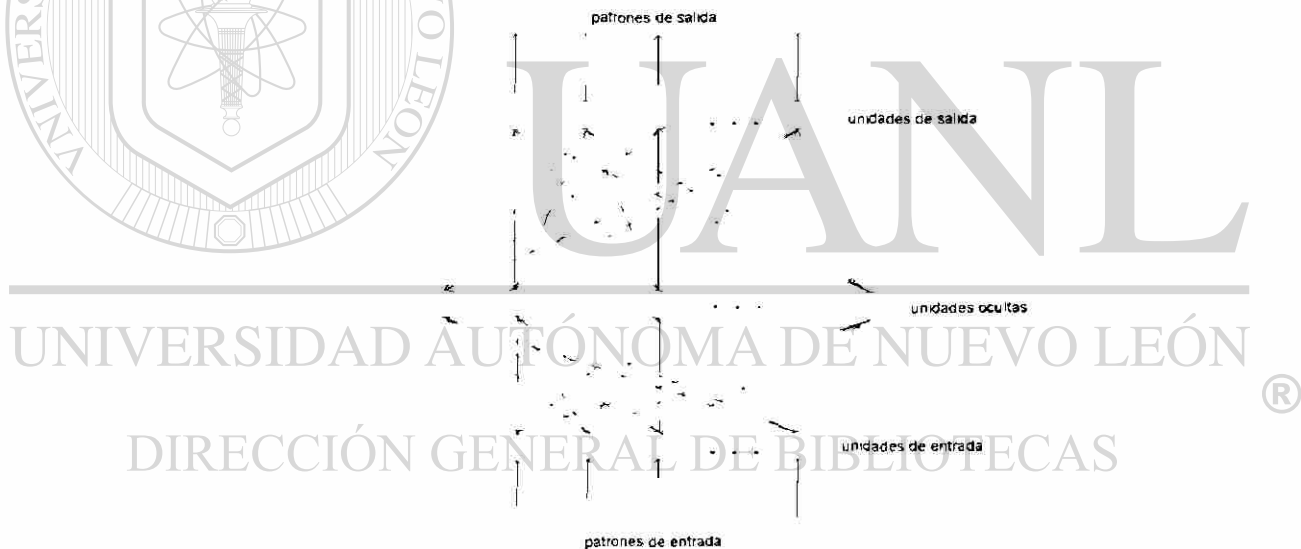 patrones de salida
UANL
unidades de salida
unidades ocultas
UNIVERSIDAD AUTÓNOMA DE NUEVO LEÓN
®
unidades de entrada
DIRECCIÓN GENERAL DE BIBLIOTECAS
patrones de entrada